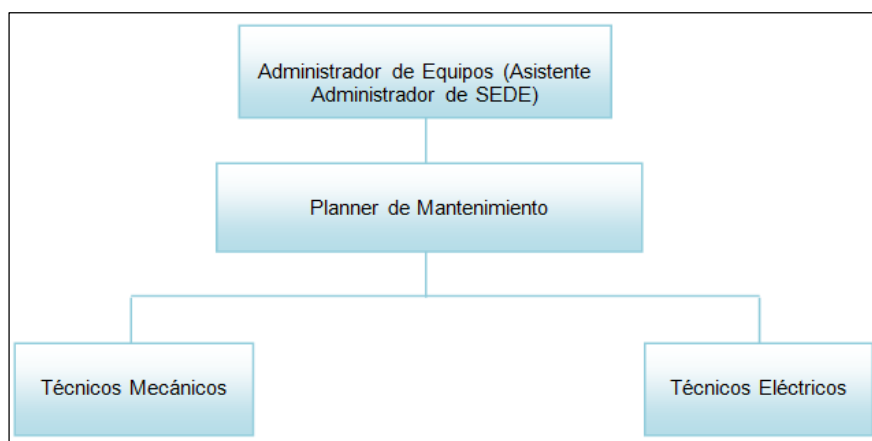 Administrador de Equipos (Asistente
Administrador de SEDE)
Planner de Mantenimiento
Técnicos Mecánicos
Técnicos Eléctricos